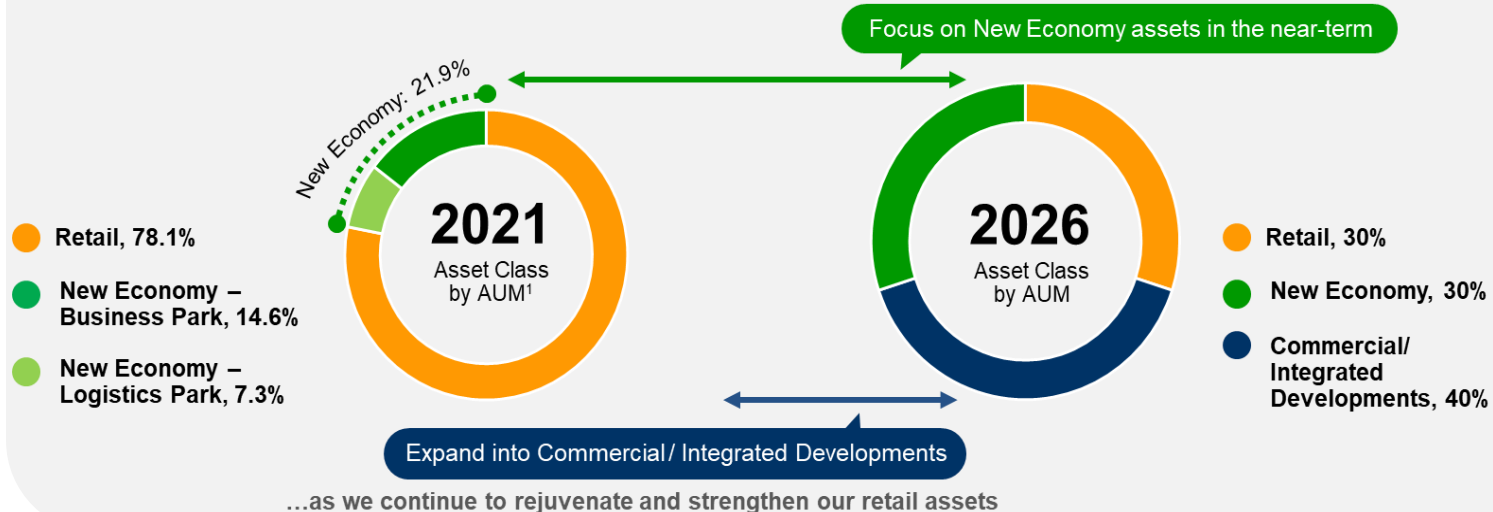 Focus on New Economy assets in the near-term
New Economy: 21.9%
Retail, 78.1%
New Economy –
Business Park, 14.6%
New Economy –
Logistics Park, 7.3%
2021
Asset Class
by AUM¹
2026
Asset Class
by AUM
Retail, 30%
New Economy, 30%
Commercial/
Integrated
Developments, 40%
Expand into Commercial/ Integrated Developments
...as we continue to rejuvenate and strengthen our retail assets